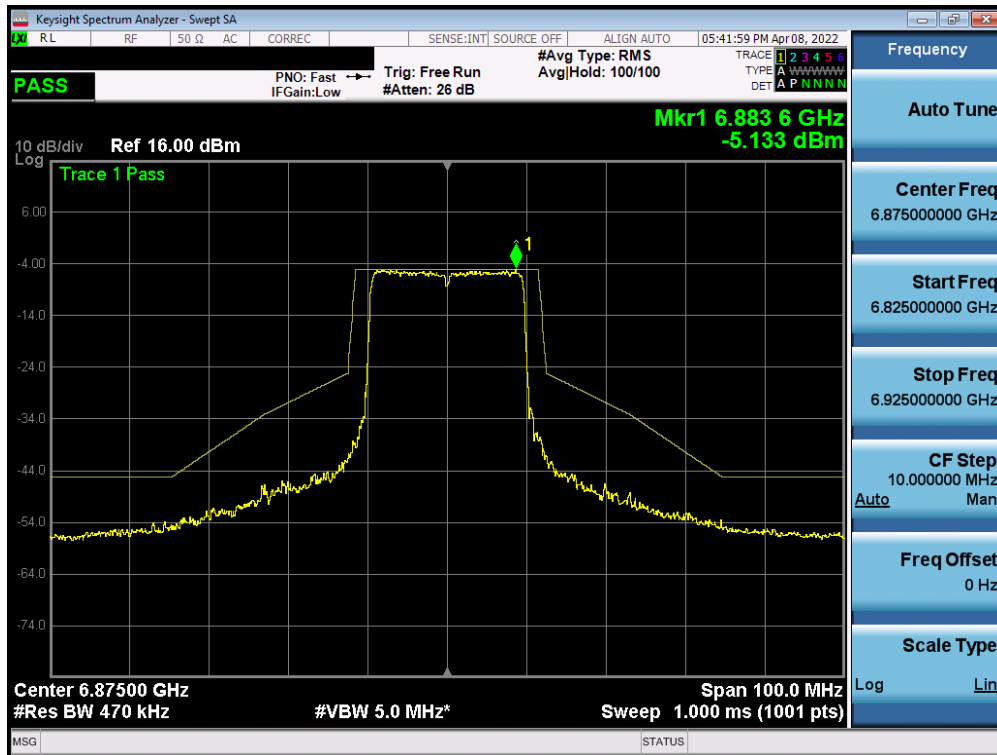 Keysight Spectrum Analyzer - Swept SA
LXI RL RF 50 Ω AC CORREC SENSE:INT SOURCE OFF ALIGN AUTO 05:41:59 PM Apr 08, 2022
PASS
PNO: Fast
IFGain:Low
Trig: Free Run
#Atten: 26 dB
#Avg Type: RMS
Avg|Hold: 100/100
TRACE 1 2 3 4 5 6
TYPE A WWWWW
DET A P N N N N
Mkr1 6.883 6 GHz
-5.133 dBm
10 dB/div Ref 16.00 dBm
Log
Trace 1 Pass
1
6.00
-4.00
-14.0
-24.0
-34.0
-44.0
-54.0
-64.0
-74.0
Center 6.87500 GHz Span 100.0 MHz
#Res BW 470 kHz #VBW 5.0 MHz* Sweep 1.000 ms (1001 pts)
MSG STATUS
Frequency
Auto Tune
Center Freq
6.875000000 GHz
Start Freq
6.825000000 GHz
Stop Freq
6.925000000 GHz
CF Step
10.000000 MHz
Auto Man
Freq Offset
0 Hz
Scale Type
Log Lin